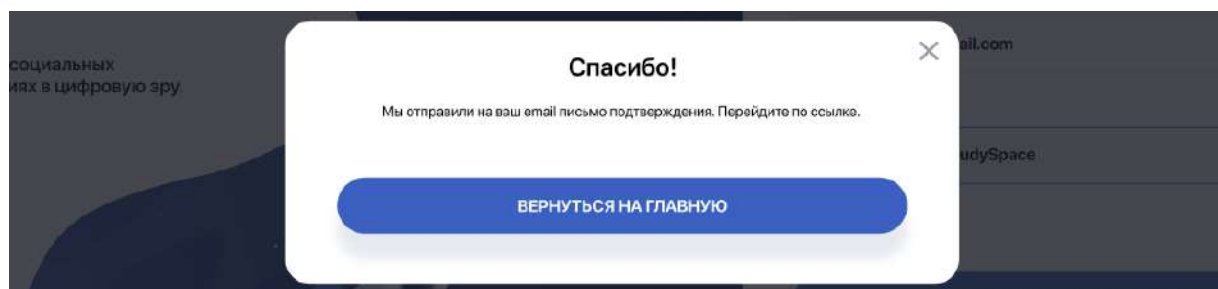 социальных
иях в цифровую эру.
Спасибо!
Мы отправили на ваш email письмо подтверждения. Перейдите по ссылке.
ВЕРНУТЬСЯ НА ГЛАВНУЮ
ail.com
udySpace